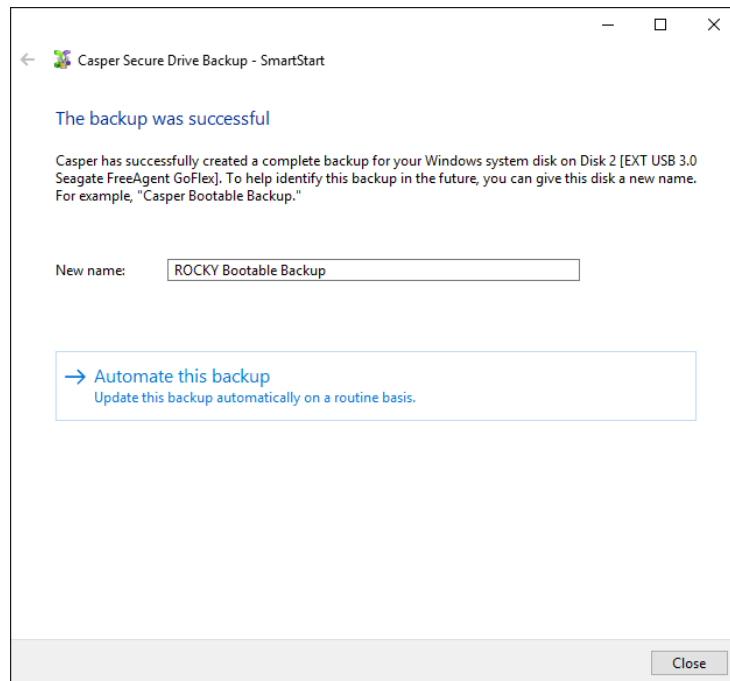 Casper Secure Drive Backup - SmartStart
The backup was successful
Casper has successfully created a complete backup for your Windows system disk on Disk 2 [EXT USB 3.0
Seagate FreeAgent GoFlex]. To help identify this backup in the future, you can give this disk a new name.
For example, "Casper Bootable Backup."
New name: ROCKY Bootable Backup
Automate this backup
Update this backup automatically on a routine basis.
Close